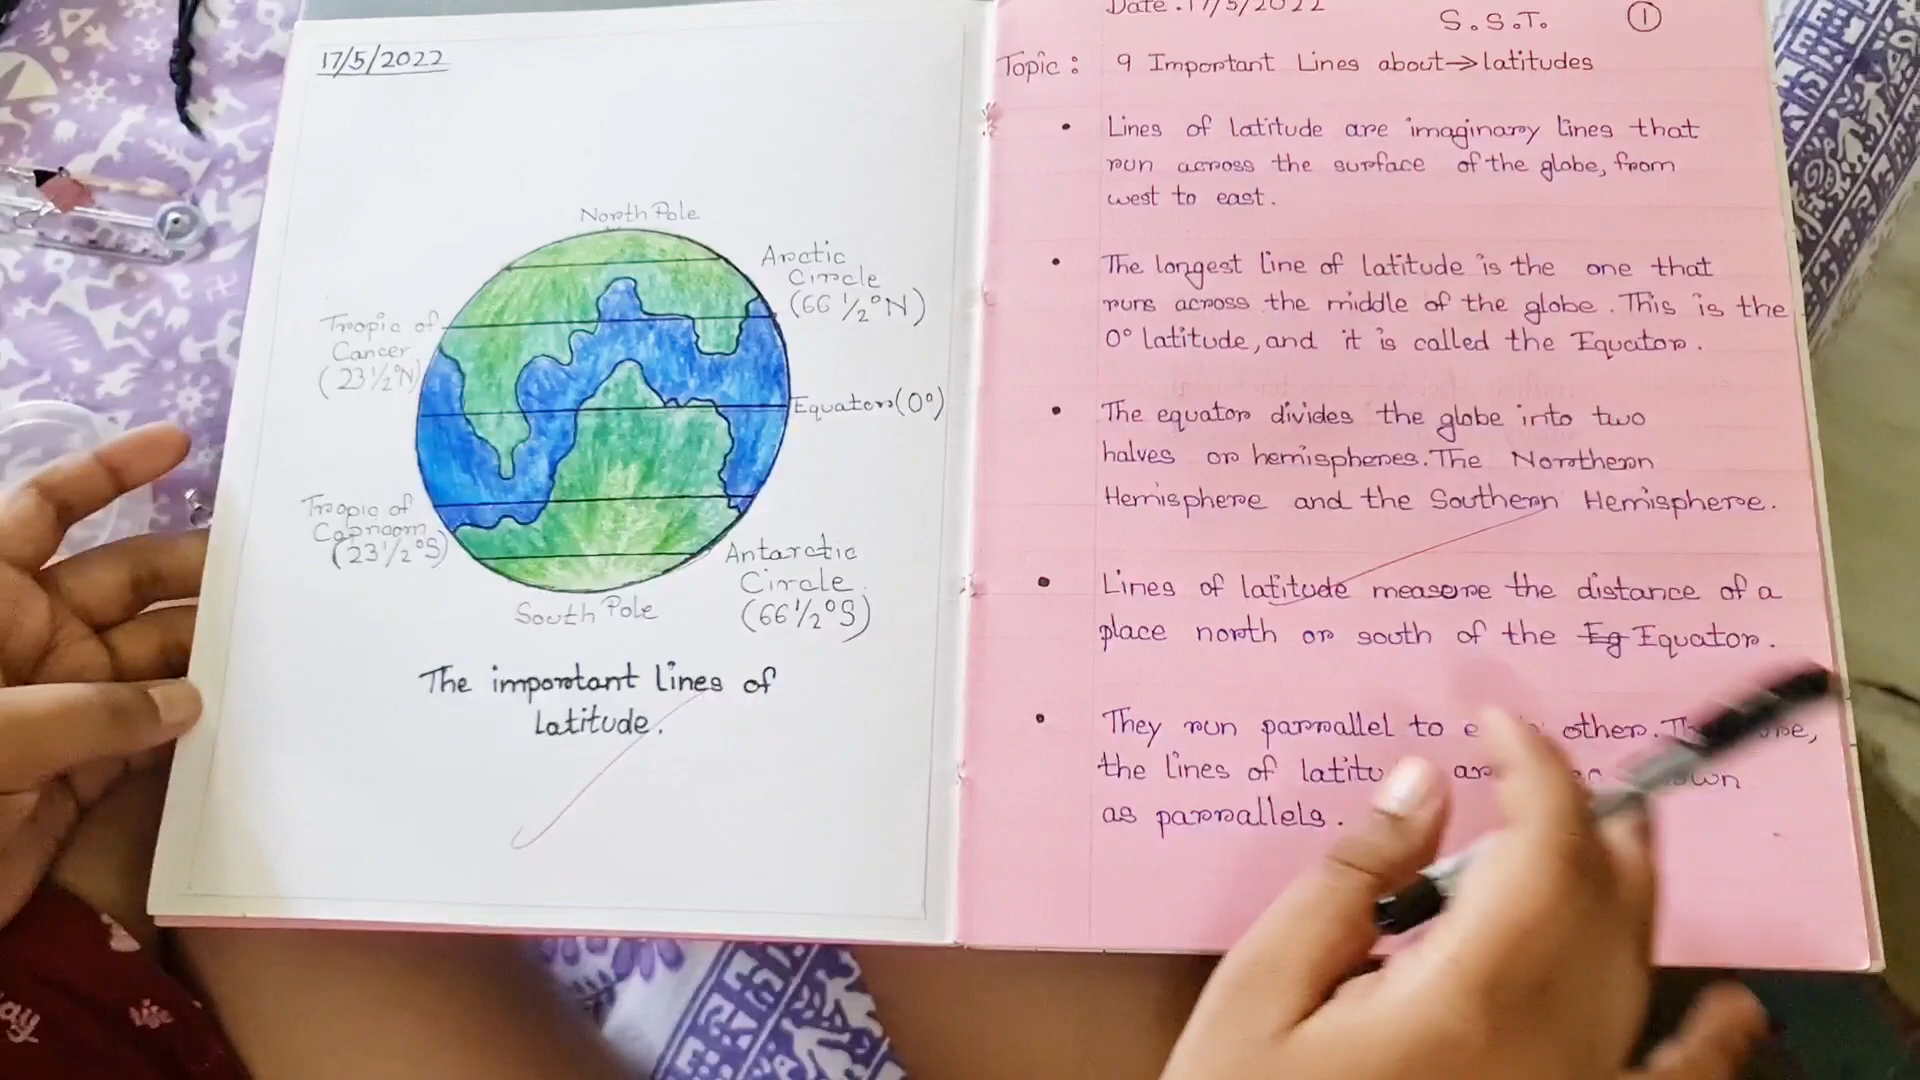 17/5/2022
North Pole
Arctic
Circle
(66 1/2°N)
Tropic of
Cancer
(23 1/2°N)
Equator (0°)
Tropic of
Capricorn
(23 1/2°S)
Antarctic
Circle
(66 1/2°S)
South Pole
The important lines of
Latitude.
Date. 17/5/2022
S.S.T.
1
Topic: 9 Important Lines about → latitudes
• Lines of latitude are imaginary lines that
run across the surface of the globe, from
west to east.
• The longest line of latitude is the one that
runs across the middle of the globe. This is the
0° latitude, and it is called the Equator.
• The equator divides the globe into two
halves or hemispheres. The Northern
Hemisphere and the Southern Hemisphere.
• Lines of latitude measure the distance of a
place north or south of the Eg Equator.
• They run parrallel to other.
the lines of
as parrallels.